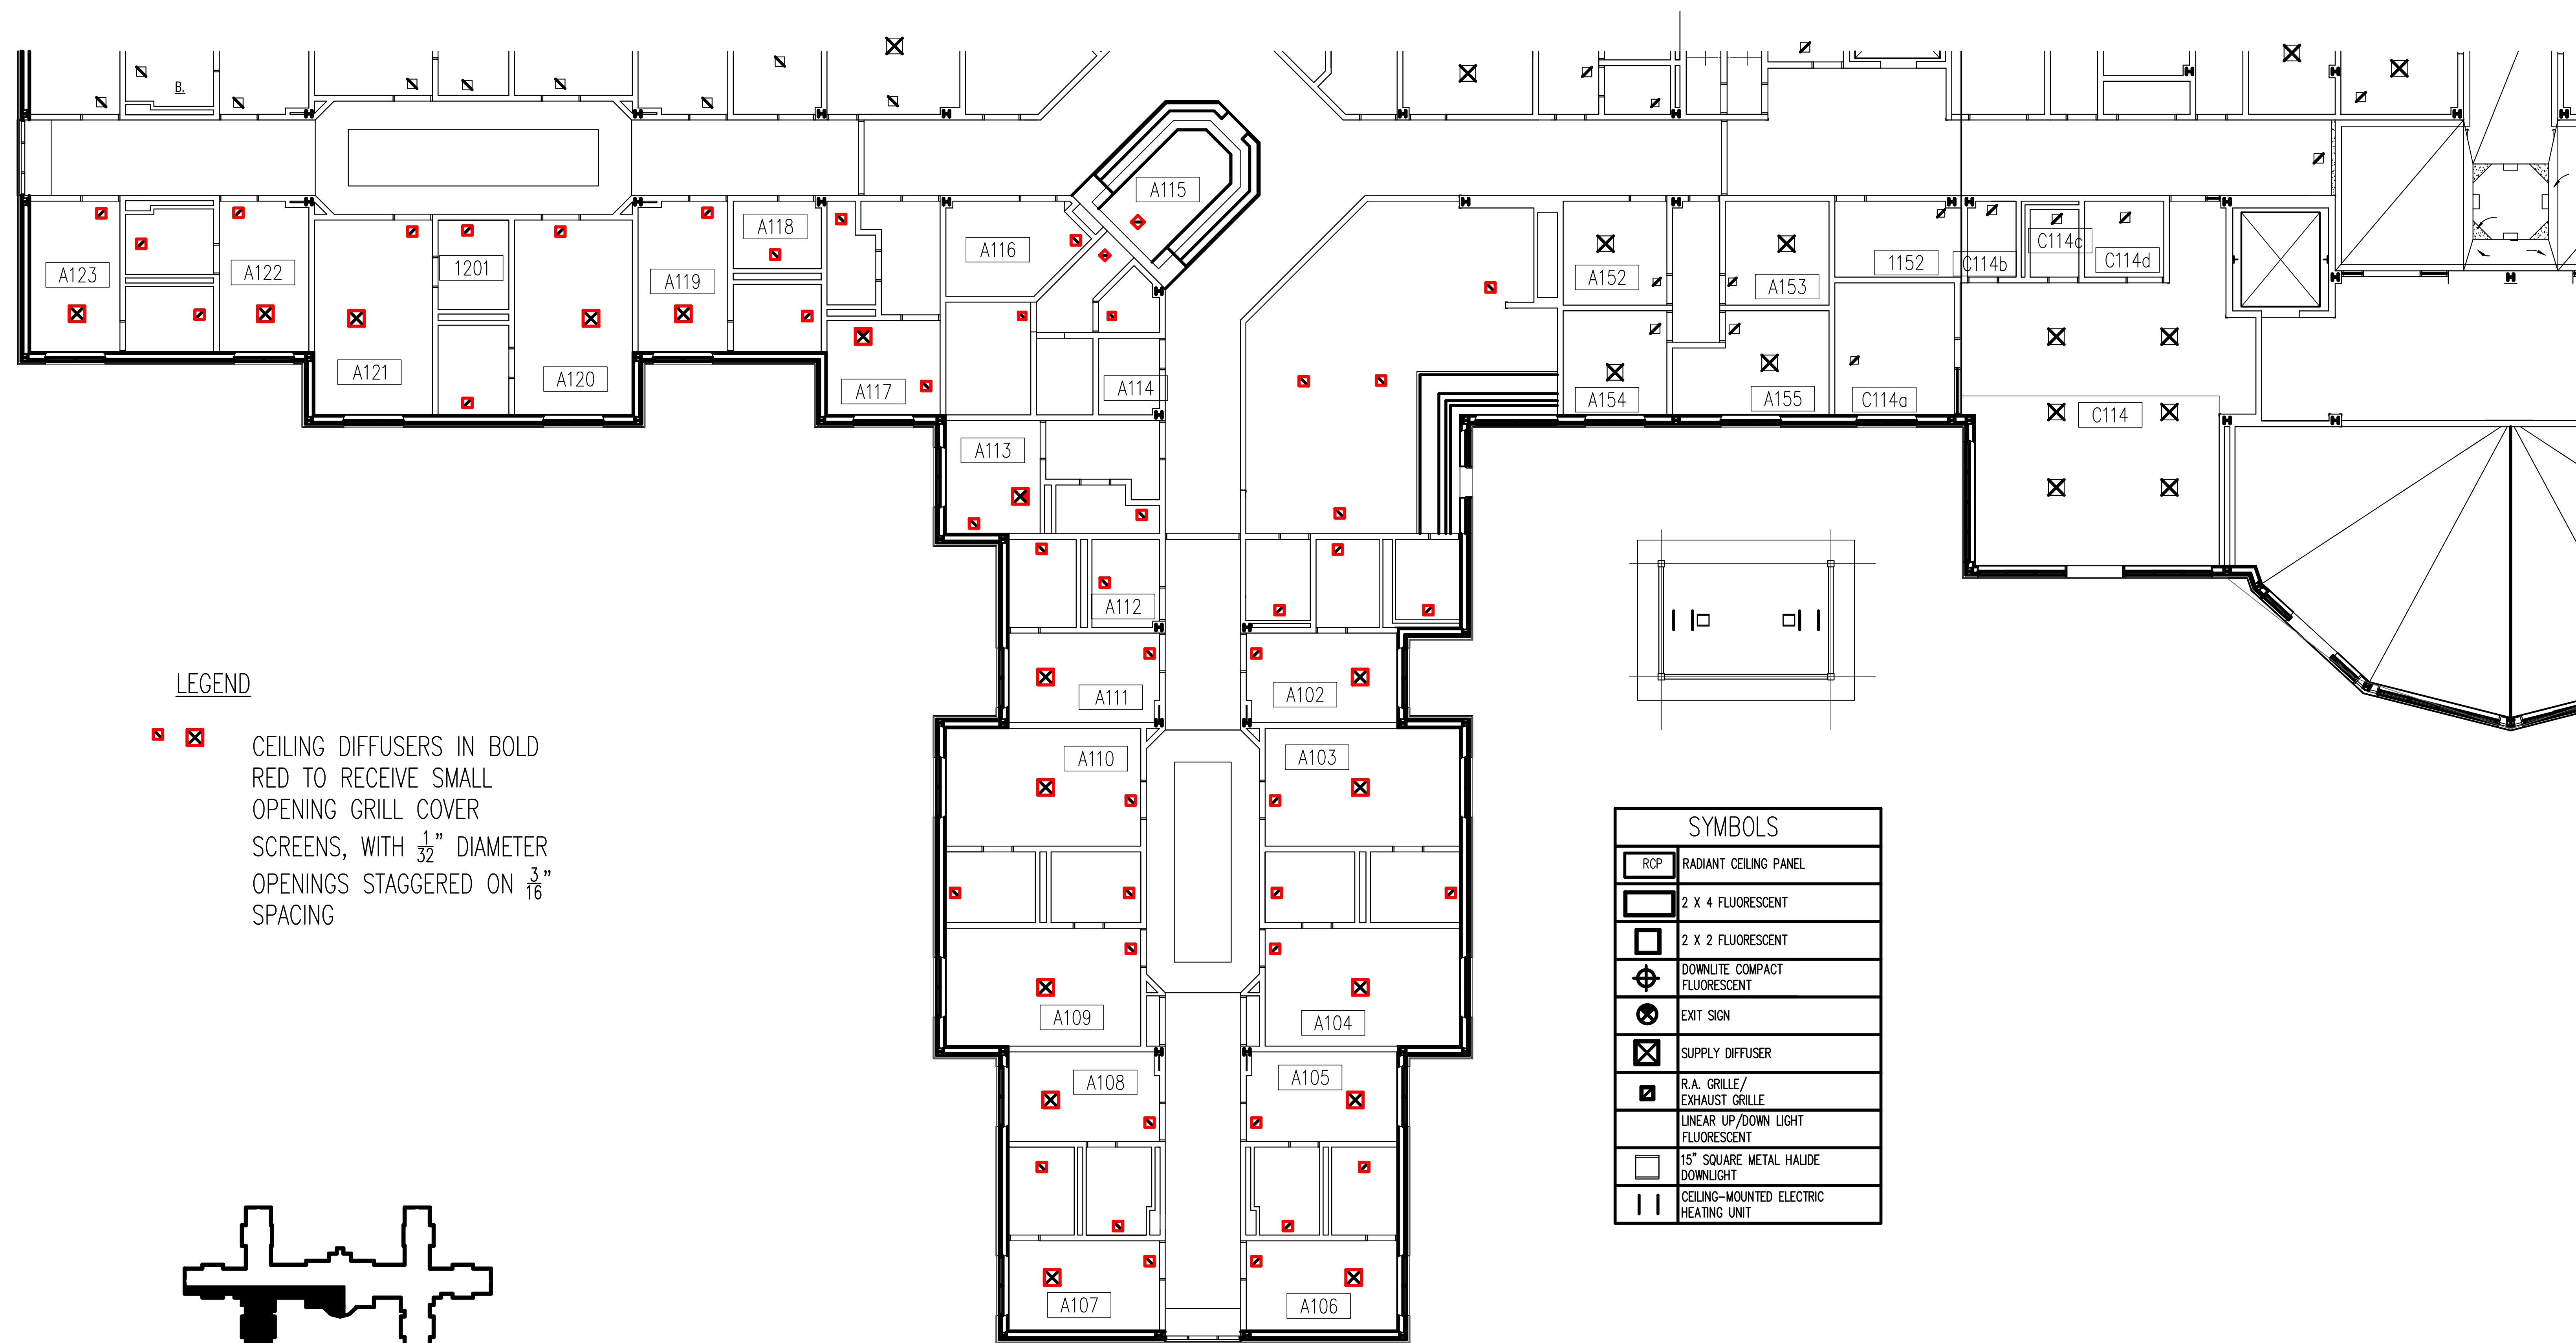 B.
A115
A118
A116
A123
1201
A122
A119
A152
A153
1152
C114b
C114c
C114d
A121
A120
A117
A114
A154
A155
C114a
C114
A113
A112
LEGEND
CEILING DIFFUSERS IN BOLD
RED TO RECEIVE SMALL
OPENING GRILL COVER
SCREENS, WITH 1/32" DIAMETER
OPENINGS STAGGERED ON 3/16"
SPACING
A111
A102
A110
A103
A109
A104
A108
A105
A107
A106
SYMBOLS
RCP RADIANT CEILING PANEL
2 X 4 FLUORESCENT
2 X 2 FLUORESCENT
DOWNLITE COMPACT
FLUORESCENT
EXIT SIGN
SUPPLY DIFFUSER
R.A. GRILLE/
EXHAUST GRILLE
LINEAR UP/DOWN LIGHT
FLUORESCENT
15" SQUARE METAL HALIDE
DOWNLIGHT
CEILING-MOUNTED ELECTRIC
HEATING UNIT